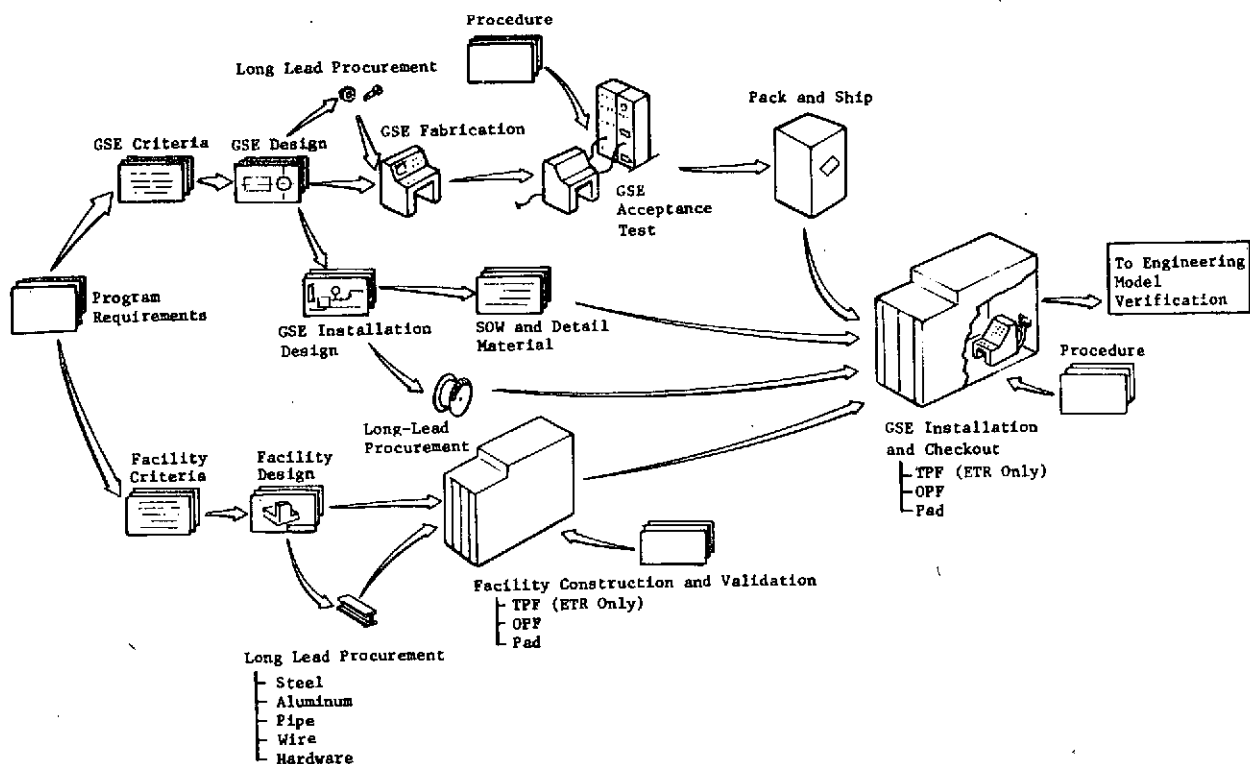 Procedure
Long Lead Procurement
Pack and Ship
GSE Fabrication
GSE Criteria
GSE Design
GSE
Acceptance
Test
Program
Requirements
To Engineering
Model
Verification
GSE Installation
Design
SOW and Detail
Material
Procedure
Long-Lead
Procurement
GSE Installation
and Checkout
TPF (ETR Only)
OPF
Pad
Facility
Criteria
Facility
Design
Facility Construction and Validation
TPF (ETR Only)
OPF
Pad
Long Lead Procurement
Steel
Aluminum
Pipe
Wire
Hardware